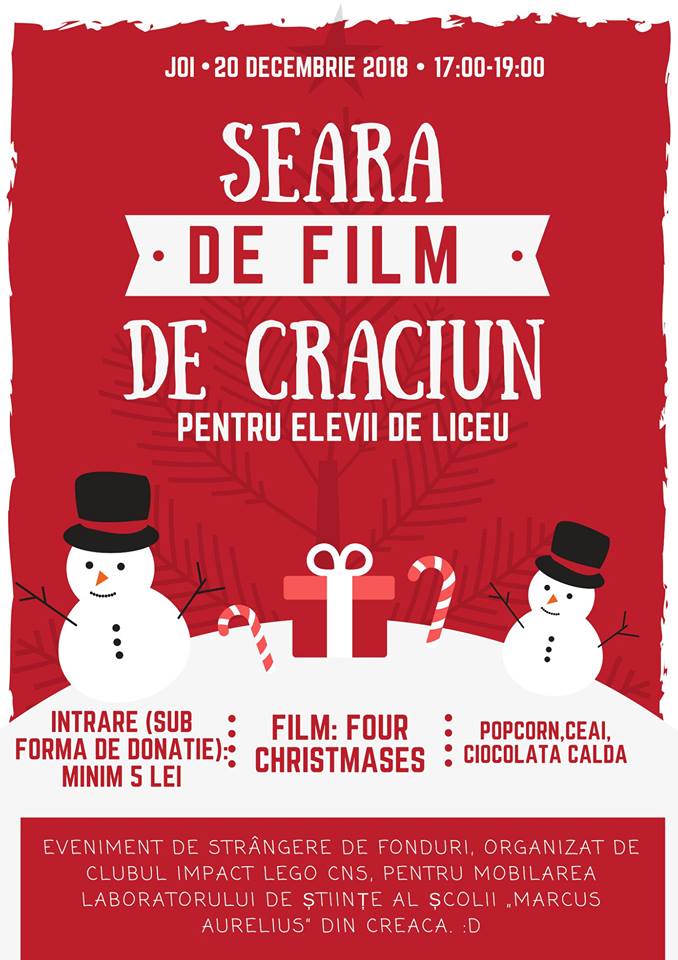 JOI • 20 DECEMBRIE 2018 • 17:00-19:00
SEARA
• DE FILM •
DE CRACIUN
PENTRU ELEVII DE LICEU
INTRARE (SUB
FORMA DE DONATIE):
MINIM 5 LEI
FILM: FOUR
CHRISTMASES
POPCORN,CEAI,
CIOCOLATA CALDA
EVENIMENT DE STRÂNGERE DE FONDURI, ORGANIZAT DE
CLUBUL IMPACT LEGO CNS, PENTRU MOBILAREA
LABORATORULUI DE ȘTIINȚE AL ȘCOLII „MARCUS
AURELIUS" DIN CREACA. :D